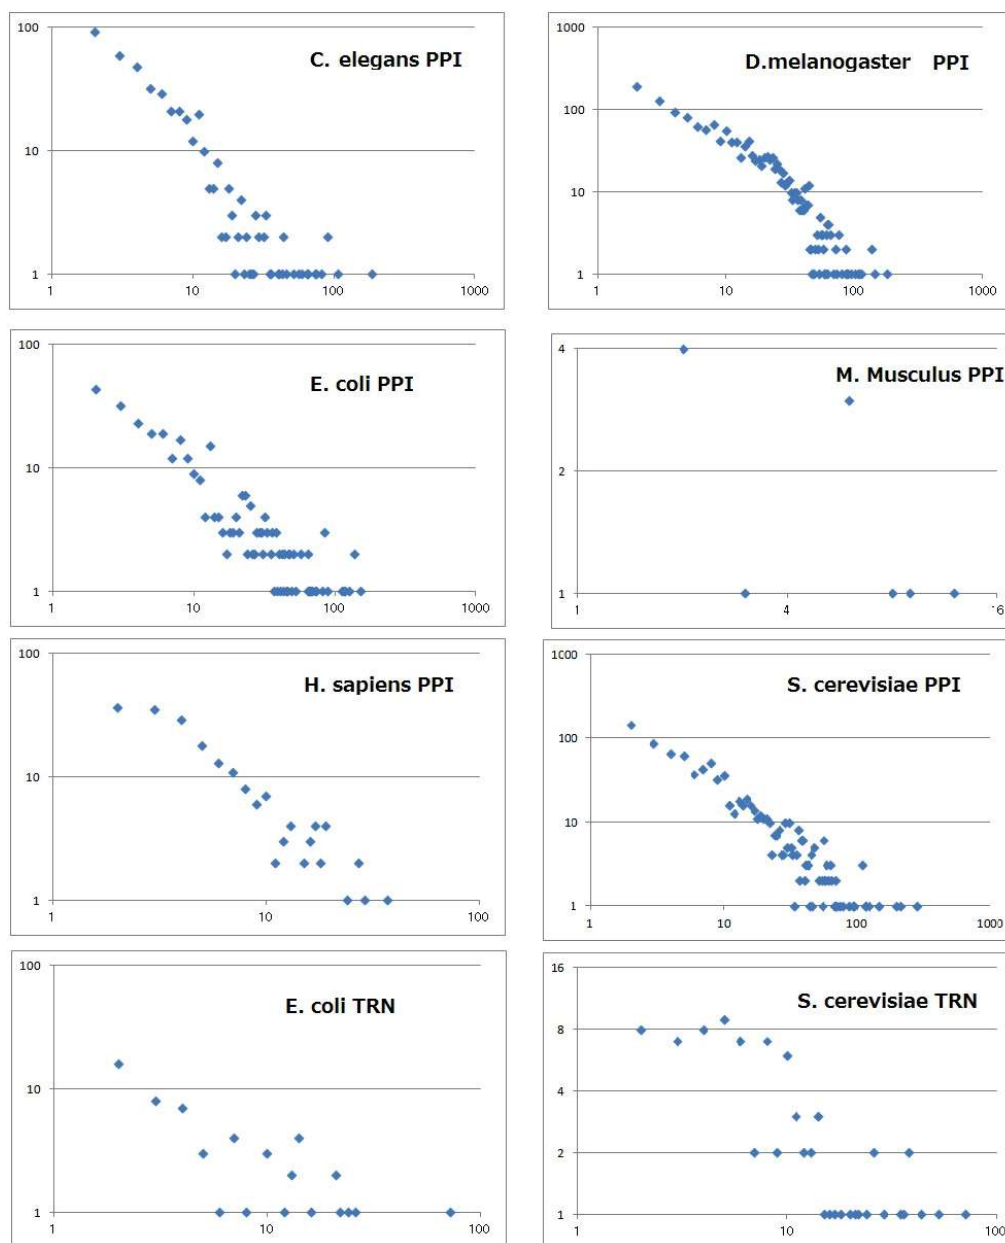 100
C. elegans PPI
10
1
1 10 100 1000
1000
D.melanogaster PPI
100
10
1
1 10 100 1000
100
E. coli PPI
10
1
1 10 100 1000
4
M. Musculus PPI
2
1
1 4 16
100
H. sapiens PPI
10
1
1 10 100
1000
S. cerevisiae PPI
100
10
1
1 10 100 1000
100
E. coli TRN
10
1
1 10 100
16
S. cerevisiae TRN
8
4
2
1
1 10 100